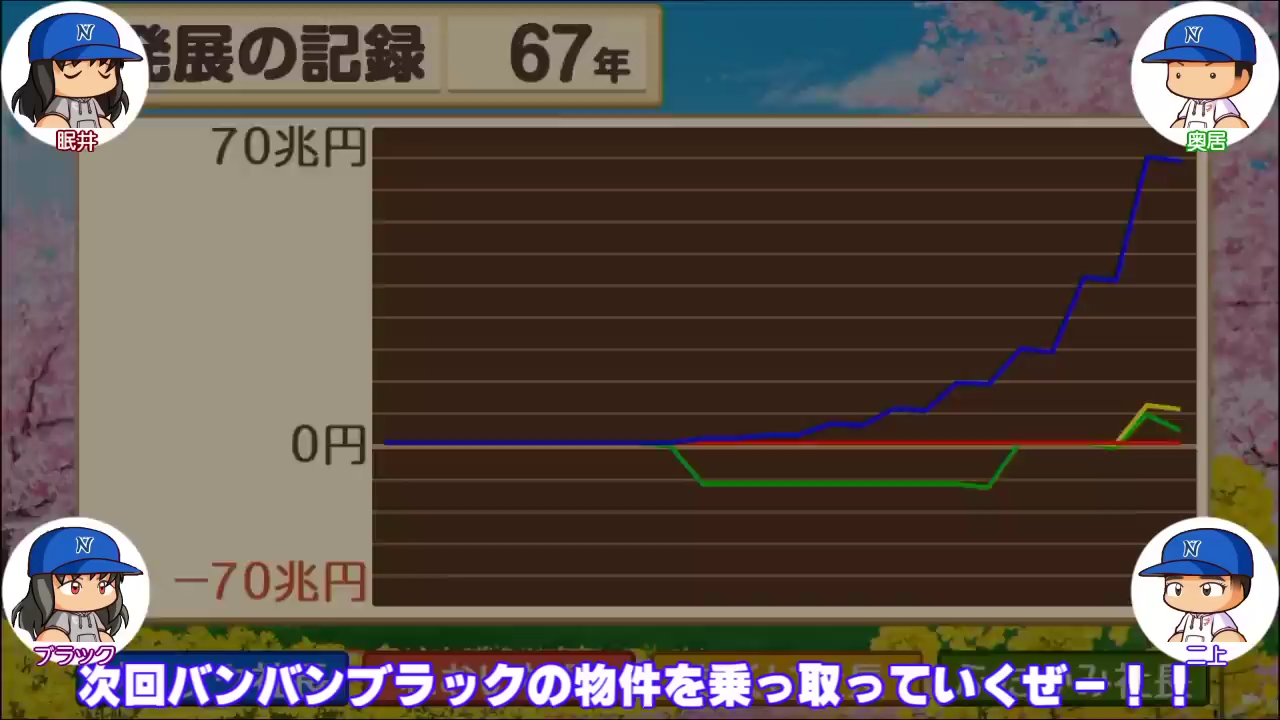 発展の記録
67年
眠井
奥居
70兆円
0円
-70兆円
ブラック
二上
次回バンバンブラックの物件を乗っ取っていくぜー！！